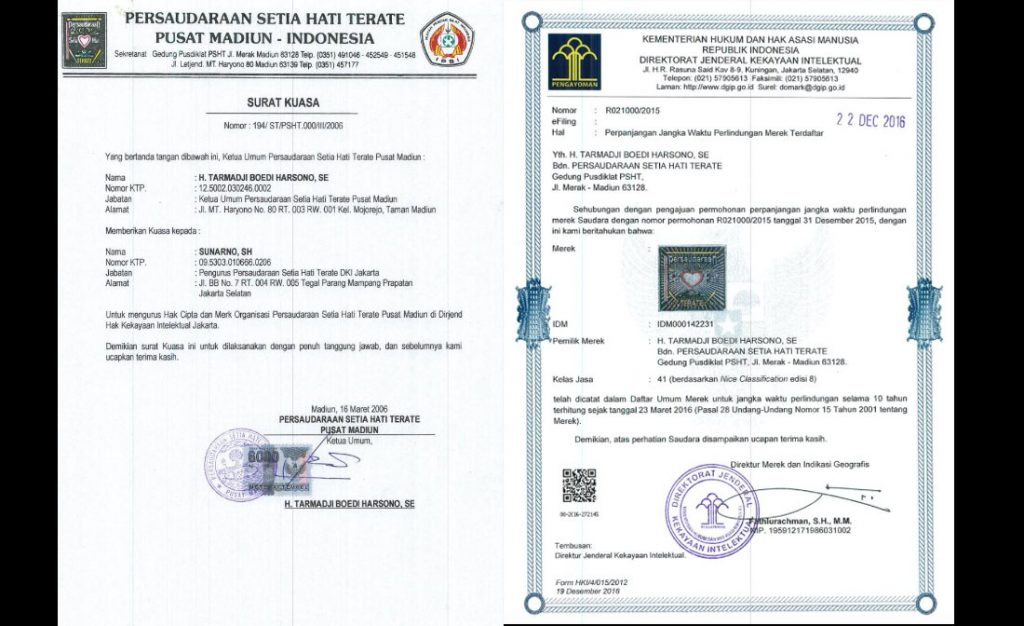 PERSAUDARAAN SETIA HATI TERATE
PUSAT MADIUN - INDONESIA
Sekretariat Gedung Pusdiklat PSHT Jl. Merak Madiun 63128 Telp. (0351) 491046 - 452549 - 451548
Jl. Letjend. MT. Haryono 80 Madiun 63139 Telp. (0351) 457177
IPSI
SURAT KUASA
Nomor : 194/ ST/PSHT.000/III/2006
Yang bertanda tangan dibawah ini, Ketua Umum Persaudaraan Setia Hati Terate Pusat Madiun :
Nama : H. TARMADJI BOEDI HARSONO, SE
Nomor KTP. : 12.5002.030246.0002
Jabatan : Ketua Umum Persaudaraan Setia Hati Terate Pusat Madiun
Alamat : Jl. MT. Haryono No. 80 RT. 003 RW. 001 Kel. Mojorejo, Taman Madiun
Memberikan Kuasa kepada :
Nama : SUNARNO, SH
Nomor KTP. : 09.5303.010666.0206
Jabatan : Pengurus Persaudaraan Setia Hati Terate DKI Jakarta
Alamat : Jl. BB No. 7 RT. 004 RW. 005 Tegal Parang Mampang Prapatan
Jakarta Selatan
Untuk mengurus Hak Cipta dan Merk Organisasi Persaudaraan Setia Hati Terate Pusat Madiun di Dirjend
Hak Kekayaan Intelektual Jakarta.
Demikian surat Kuasa ini untuk dilaksanakan dengan penuh tanggung jawab, dan sebelumnya kami
ucapkan terima kasih.
Madiun, 16 Maret 2006
PERSAUDARAAN SETIA HATI TERATE
PUSAT MADIUN
Ketua Umum,
6000
H. TARMADJI BOEDI HARSONO, SE
PENGAYOMAN
KEMENTERIAN HUKUM DAN HAK ASASI MANUSIA
REPUBLIK INDONESIA
DIREKTORAT JENDERAL KEKAYAAN INTELEKTUAL
Jl. H.R. Rasuna Said Kav 8-9, Kuningan, Jakarta Selatan, 12940
Telepon: (021) 57905613 Faksimili: (021) 57905613
Laman: http://www.dgip.go.id Surel: domark@dgip.go.id
Nomor : R021000/2015
eFiling :
Hal : Perpanjangan Jangka Waktu Perlindungan Merek Terdaftar
22 DEC 2016
Yth. H. TARMADJI BOEDI HARSONO, SE
Bdn. PERSAUDARAAN SETIA HATI TERATE
Gedung Pusdiklat PSHT,
JL. Merak - Madiun 63128.
Sehubungan dengan pengajuan permohonan perpanjangan jangka waktu perlindungan
merek Saudara dengan nomor permohonan R021000/2015 tanggal 31 Desember 2015, dengan
ini kami beritahukan bahwa:
Merek :
Persaudaraan
TERATE
IDM : IDM000142231
Pemilik Merek : H. TARMADJI BOEDI HARSONO, SE
Bdn. PERSAUDARAAN SETIA HATI TERATE
Gedung Pusdiklat PSHT, JL. Merak - Madiun 63128.
Kelas Jasa : 41 (berdasarkan Nice Classification edisi 8)
telah dicatat dalam Daftar Umum Merek untuk jangka waktu perlindungan selama 10 tahun
terhitung sejak tanggal 23 Maret 2016 (Pasal 28 Undang-Undang Nomor 15 Tahun 2001 tentang
Merek).
Demikian, atas perhatian Saudara disampaikan ucapan terima kasih.
Direktur Merek dan Indikasi Geografis
DIREKTORAT JENDERAL
KEKAYAAN INTELEKTUAL
Fathlurachman, S.H., M.M.
NIP. 195912171986031002
Tembusan:
Direktur Jenderal Kekayaan Intelektual.
Form HKI/4/015/2012
19 Desember 2016